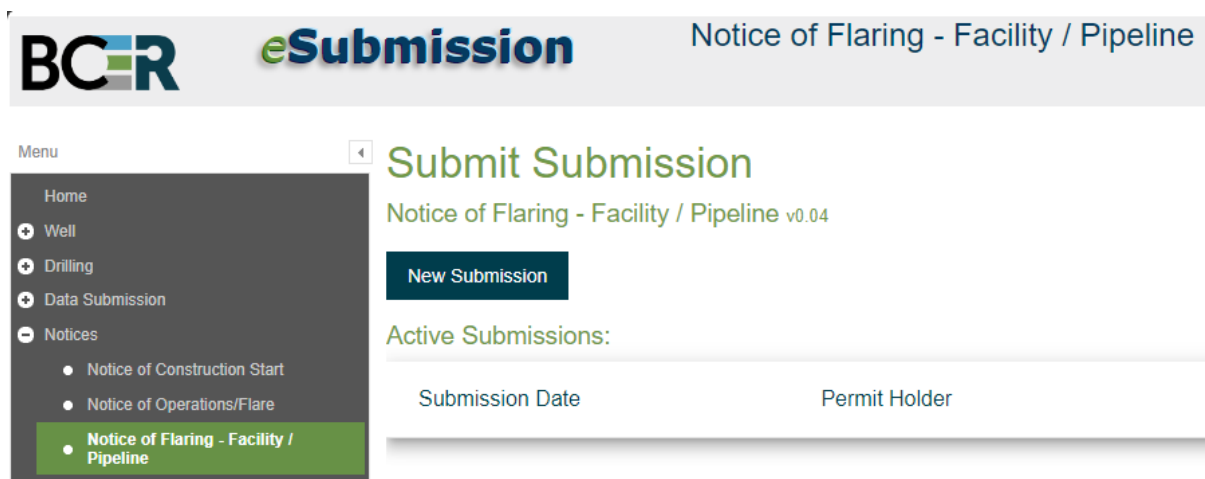 BCER
eSubmission
Notice of Flaring - Facility / Pipeline
Menu
Home
Well
Drilling
Data Submission
Notices
Notice of Construction Start
Notice of Operations/Flare
Notice of Flaring - Facility /
Pipeline
Submit Submission
Notice of Flaring - Facility / Pipeline v0.04
New Submission
Active Submissions:
Submission Date
Permit Holder